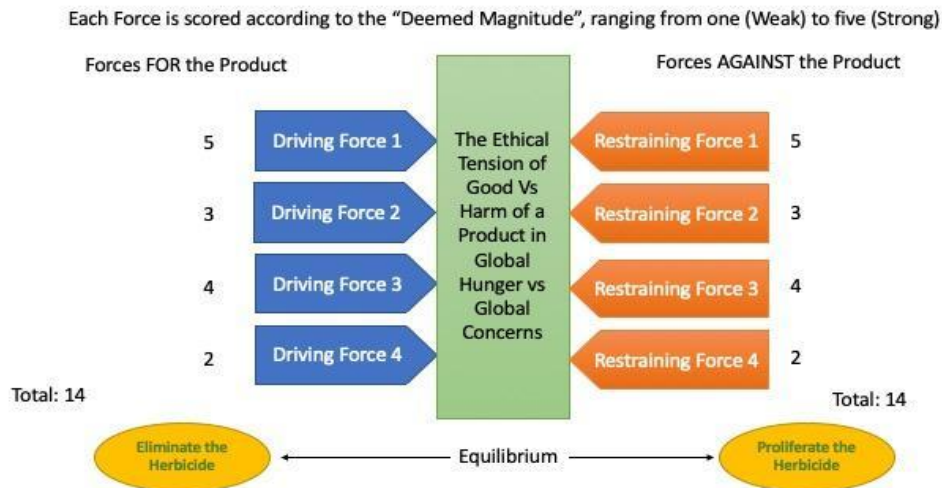 Each Force is scored according to the “Deemed Magnitude”, ranging from one (Weak) to five (Strong)
Forces FOR the Product
Forces AGAINST the Product
5
Driving Force 1
3
Driving Force 2
4
Driving Force 3
2
Driving Force 4
The Ethical
Tension of
Good Vs
Harm of a
Product in
Global
Hunger vs
Global
Concerns
Restraining Force 1
5
Restraining Force 2
3
Restraining Force 3
4
Restraining Force 4
2
Total: 14
Total: 14
Eliminate the
Herbicide
Equilibrium
Proliferate the
Herbicide